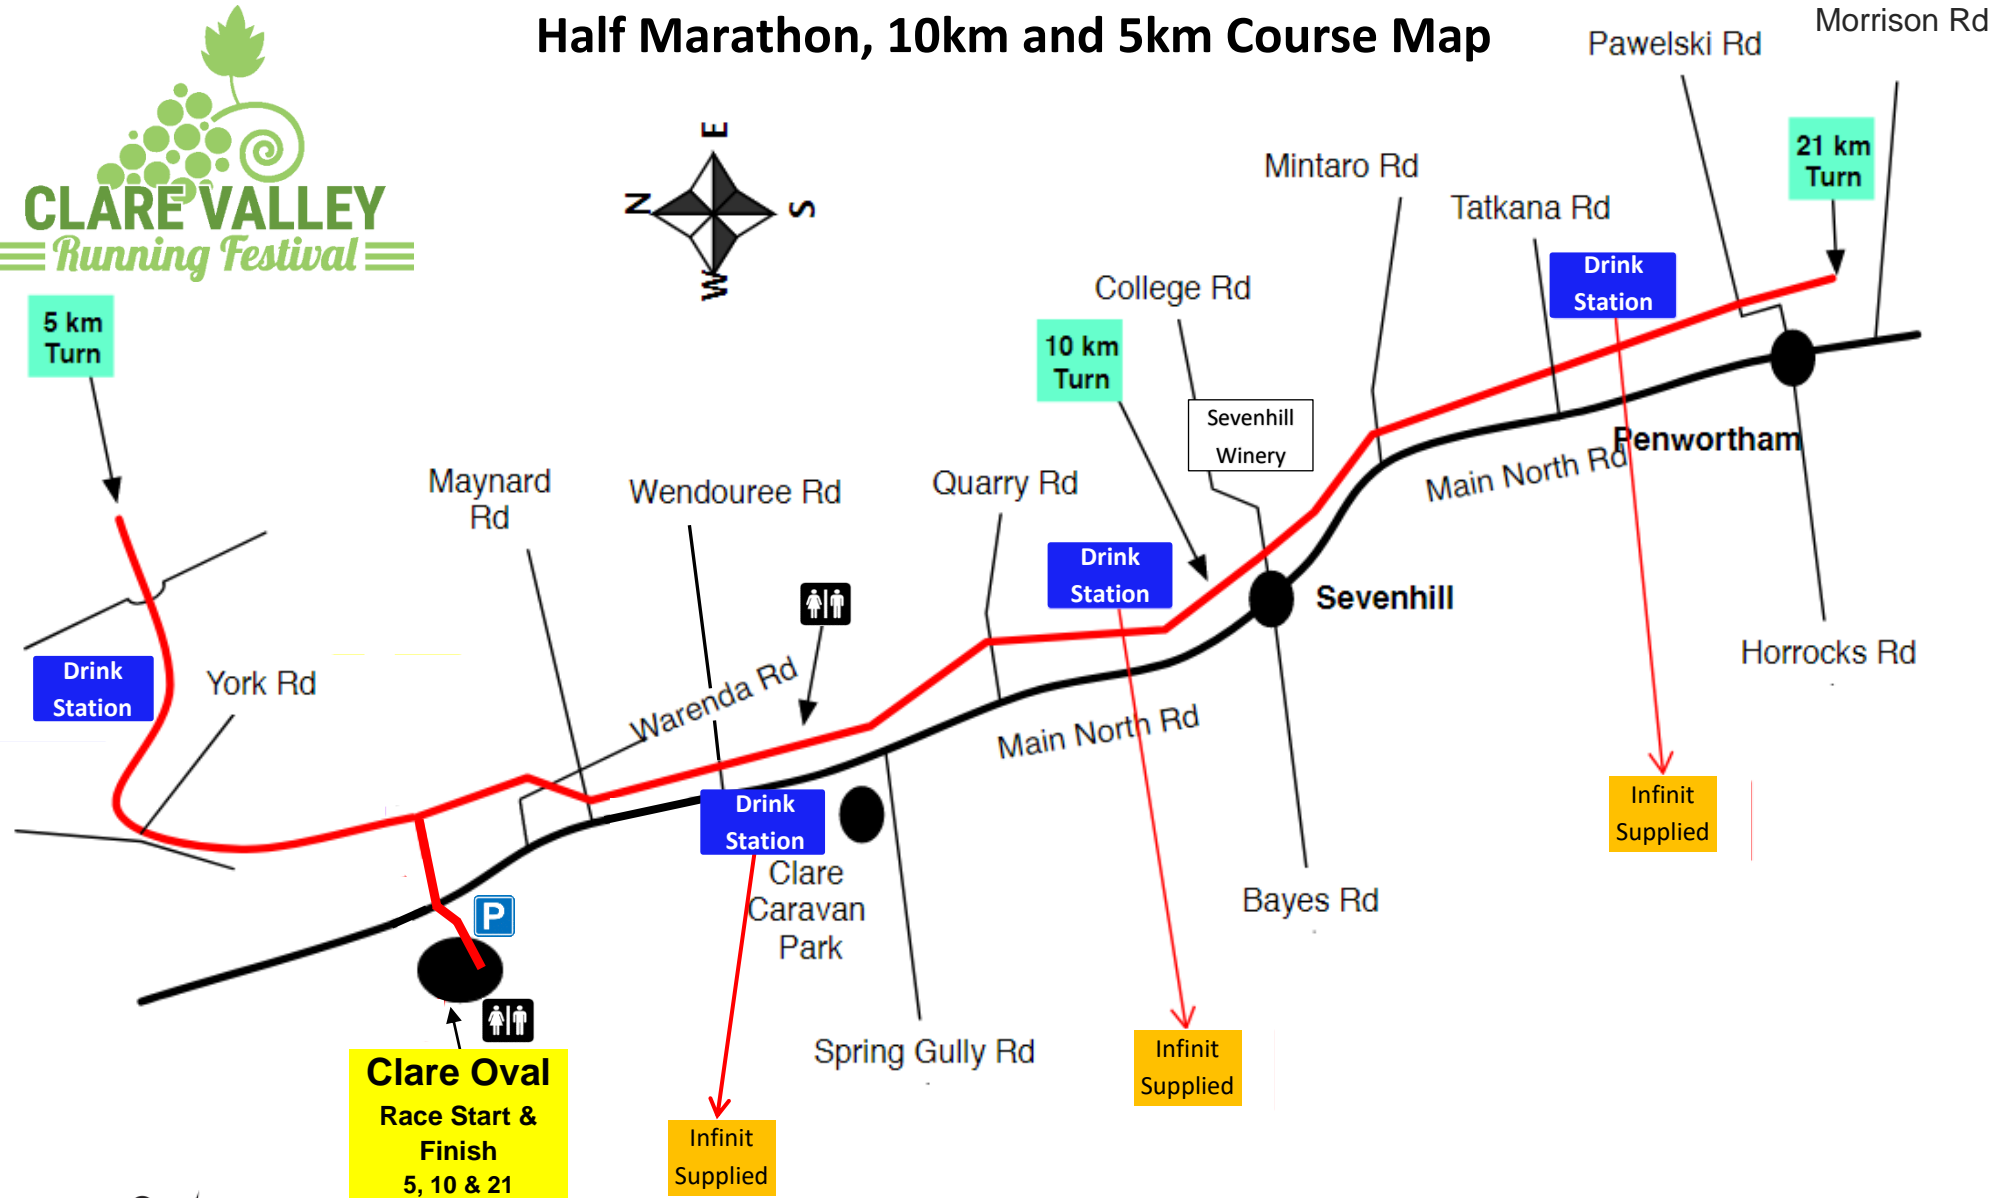 Half Marathon, 10km and 5km Course Map
Morrison Rd
Pawelski Rd
CLARE VALLEY
Running Festival
E
N
S
W
21 km
Turn
Mintaro Rd
Tatkana Rd
Drink
Station
College Rd
5 km
Turn
10 km
Turn
Sevenhill
Winery
Penwortham
Main North Rd
Maynard
Rd
Wendouree Rd
Quarry Rd
Drink
Station
Sevenhill
Horrocks Rd
Drink
Station
York Rd
Warenda Rd
Main North Rd
Infinit
Supplied
Drink
Station
Clare
Caravan
Park
P
Bayes Rd
Spring Gully Rd
Infinit
Supplied
Clare Oval
Race Start &
Finish
5, 10 & 21
Infinit
Supplied